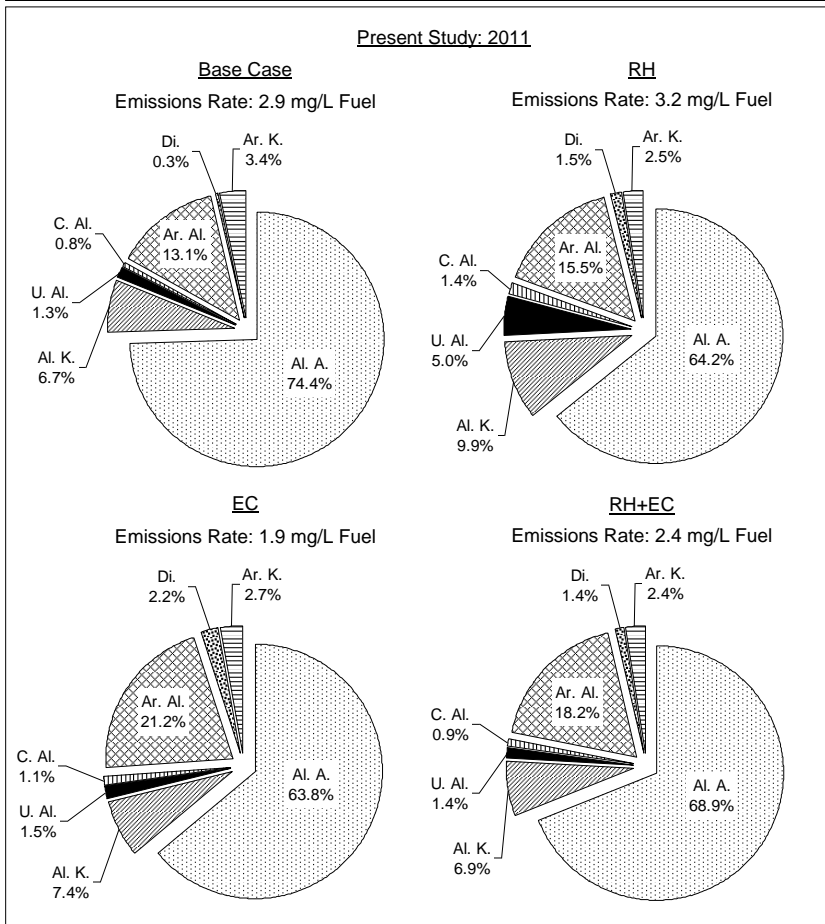 Present Study: 2011
Base Case
Emissions Rate: 2.9 mg/L Fuel
Di.
0.3%
Ar. K.
3.4%
C. Al.
0.8%
Ar. Al.
13.1%
U. Al.
1.3%
Al. K.
6.7%
Al. A.
74.4%
RH
Emissions Rate: 3.2 mg/L Fuel
Di.
1.5%
Ar. K.
2.5%
C. Al.
1.4%
Ar. Al.
15.5%
U. Al.
5.0%
Al. K.
9.9%
Al. A.
64.2%
EC
Emissions Rate: 1.9 mg/L Fuel
Di.
2.2%
Ar. K.
2.7%
Ar. Al.
21.2%
C. Al.
1.1%
U. Al.
1.5%
Al. K.
7.4%
Al. A.
63.8%
RH+EC
Emissions Rate: 2.4 mg/L Fuel
Di.
1.4%
Ar. K.
2.4%
Ar. Al.
18.2%
C. Al.
0.9%
U. Al.
1.4%
Al. K.
6.9%
Al. A.
68.9%